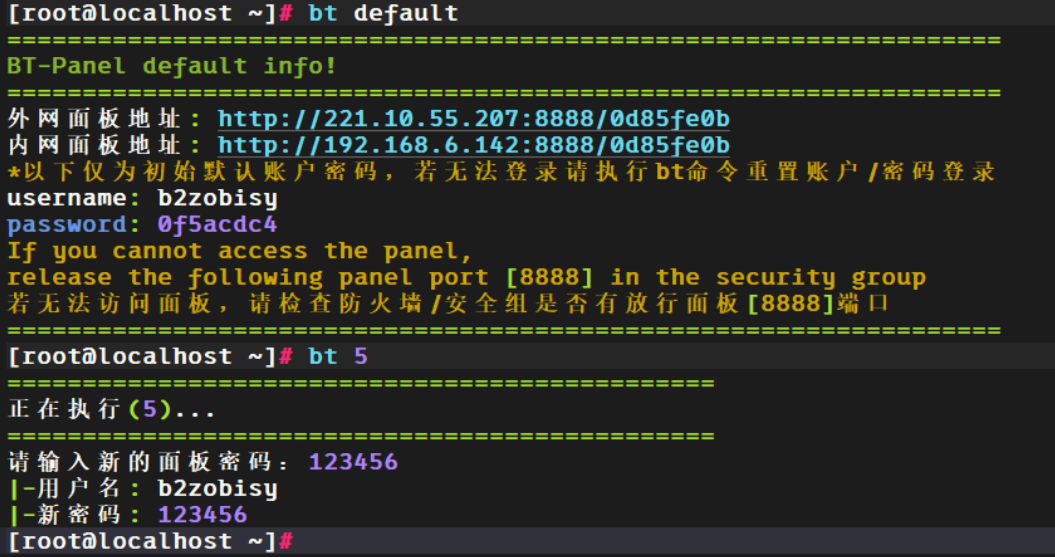 [root@localhost ~]# bt default
==================================================================
BT-Panel default info!
==================================================================
外网面板地址: http://221.10.55.207:8888/0d85fe0b
内网面板地址: http://192.168.6.142:8888/0d85fe0b
*以下仅为初始默认账户密码，若无法登录请执行bt命令重置账户/密码登录
username: b2zobisy
password: 0f5acdc4
If you cannot access the panel,
release the following panel port [8888] in the security group
若无法访问面板，请检查防火墙/安全组是否有放行面板[8888]端口
==================================================================
[root@localhost ~]# bt 5
===============================================
正在执行(5)...
===============================================
请输入新的面板密码：123456
|-用户名: b2zobisy
|-新密码: 123456
[root@localhost ~]#